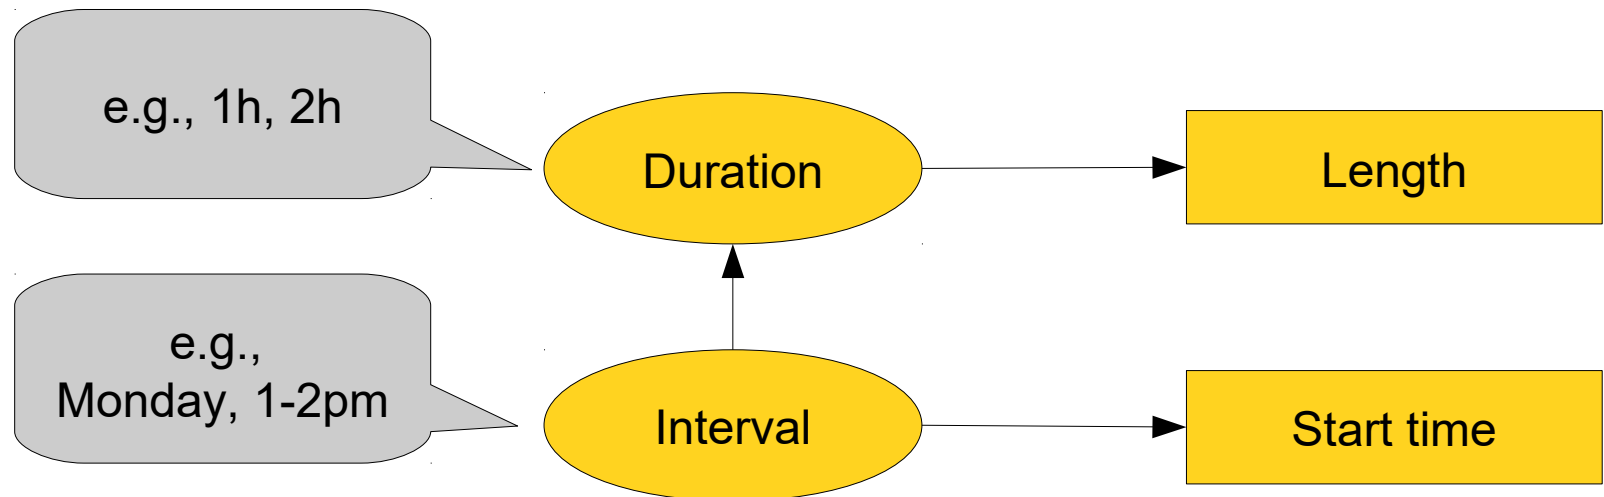 e.g., 1h, 2h
Duration
Length
e.g.,
Monday, 1-2pm
Interval
Start time